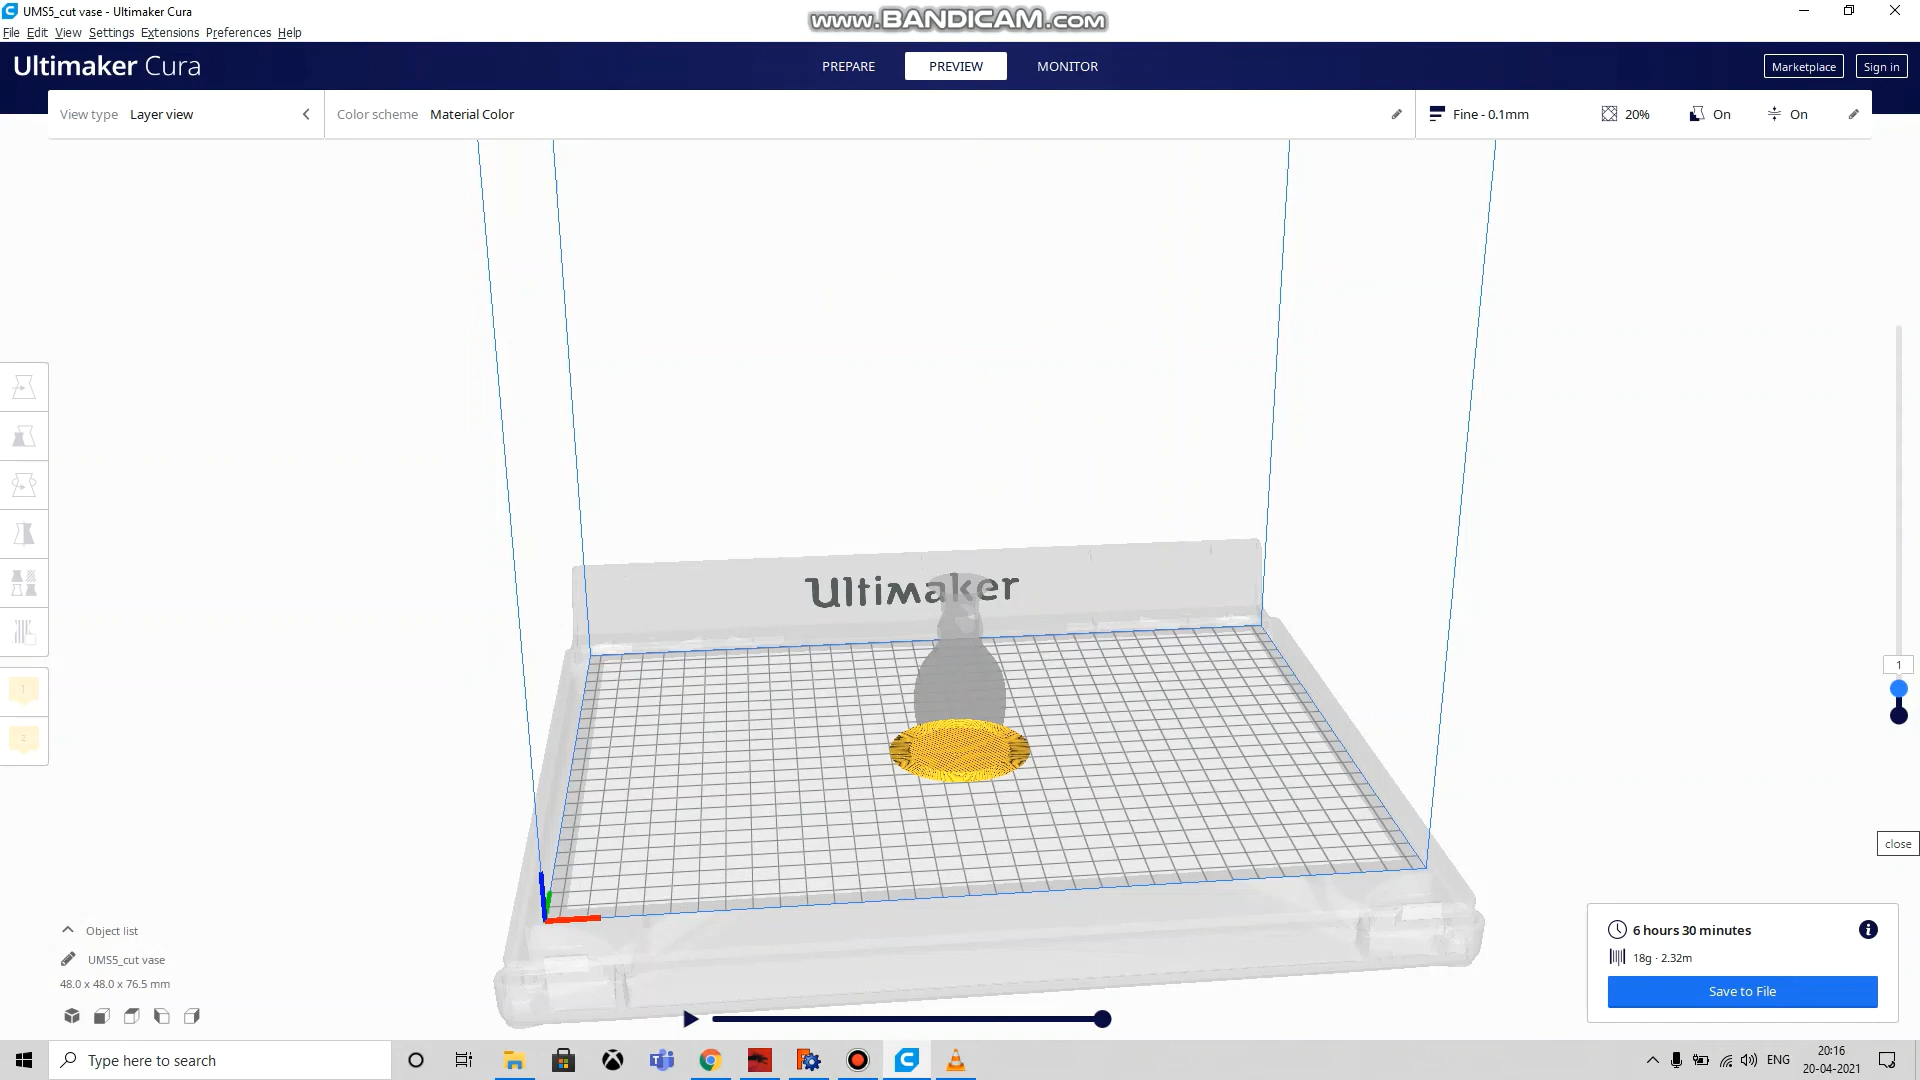 UMS5_cut vase - Ultimaker Cura
www.BANDICAM.com
File Edit View Settings Extensions Preferences Help
Ultimaker Cura
PREPARE
PREVIEW
MONITOR
Marketplace
Sign in
View type Layer view
Color scheme Material Color
Fine - 0.1mm
20%
On
On
Ultimaker
1
1
2
close
Object list
UMS5_cut vase
48.0 x 48.0 x 76.5 mm
6 hours 30 minutes
18g · 2.32m
Save to File
Type here to search
ENG
20:16
20-04-2021